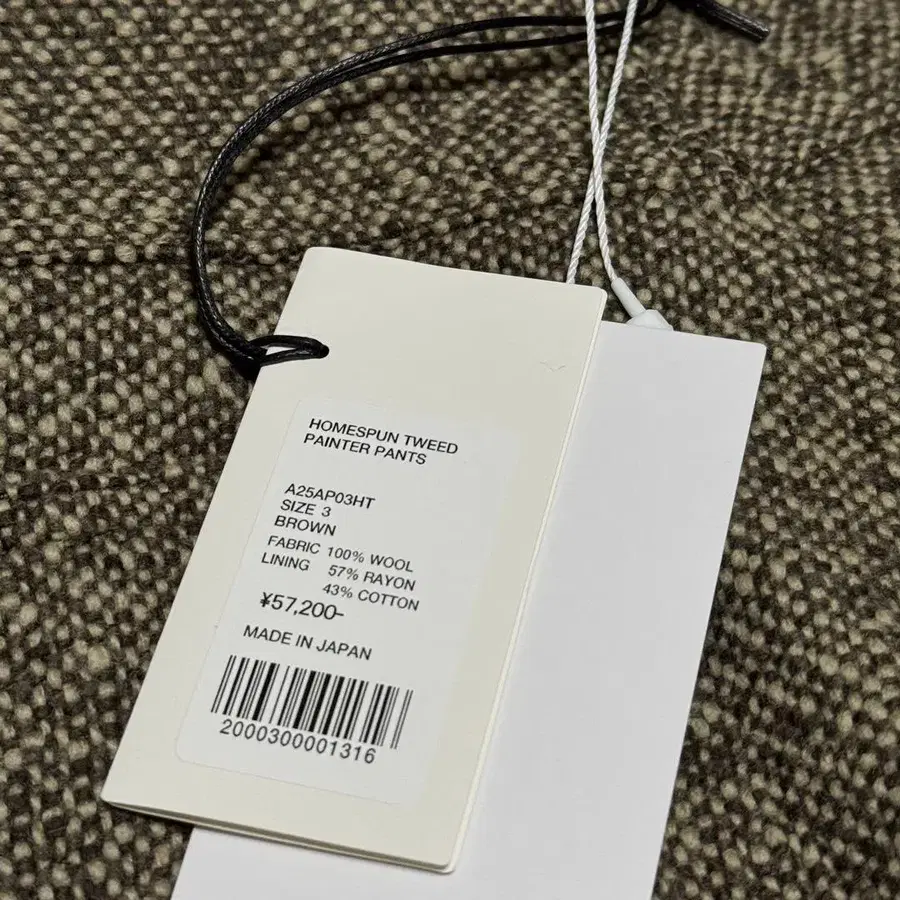 HOMESPUN TWEED
PAINTER PANTS
A25AP03HT
SIZE 3
BROWN
FABRIC 100% WOOL
LINING 57% RAYON
43% COTTON
¥57,200-
MADE IN JAPAN
2000300001316